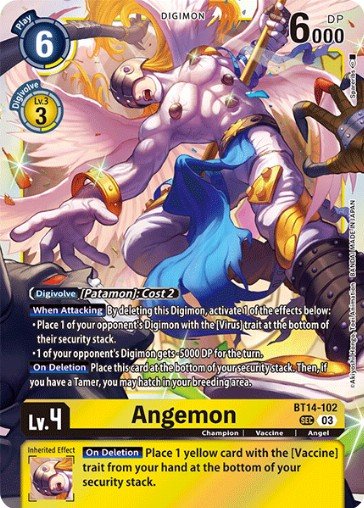 DIGIMON
Play
6
DP
6000
Digivolve
Lv.3
3
Digivolve [Patamon]: Cost 2
When Attacking By deleting this Digimon, activate 1 of the effects below:
• Place 1 of your opponent's Digimon with the [Virus] trait at the bottom of
their security stack.
• 1 of your opponent's Digimon gets -5000 DP for the turn.
On Deletion Place this card at the bottom of your security stack. Then, if
you have a Tamer, you may hatch in your breeding area.
BT14-102
Lv.4
Angemon
SEC 03
Champion | Vaccine | Angel
Inherited Effect
On Deletion Place 1 yellow card with the [Vaccine]
trait from your hand at the bottom of your
security stack.
BANDAI MADE IN JAPAN